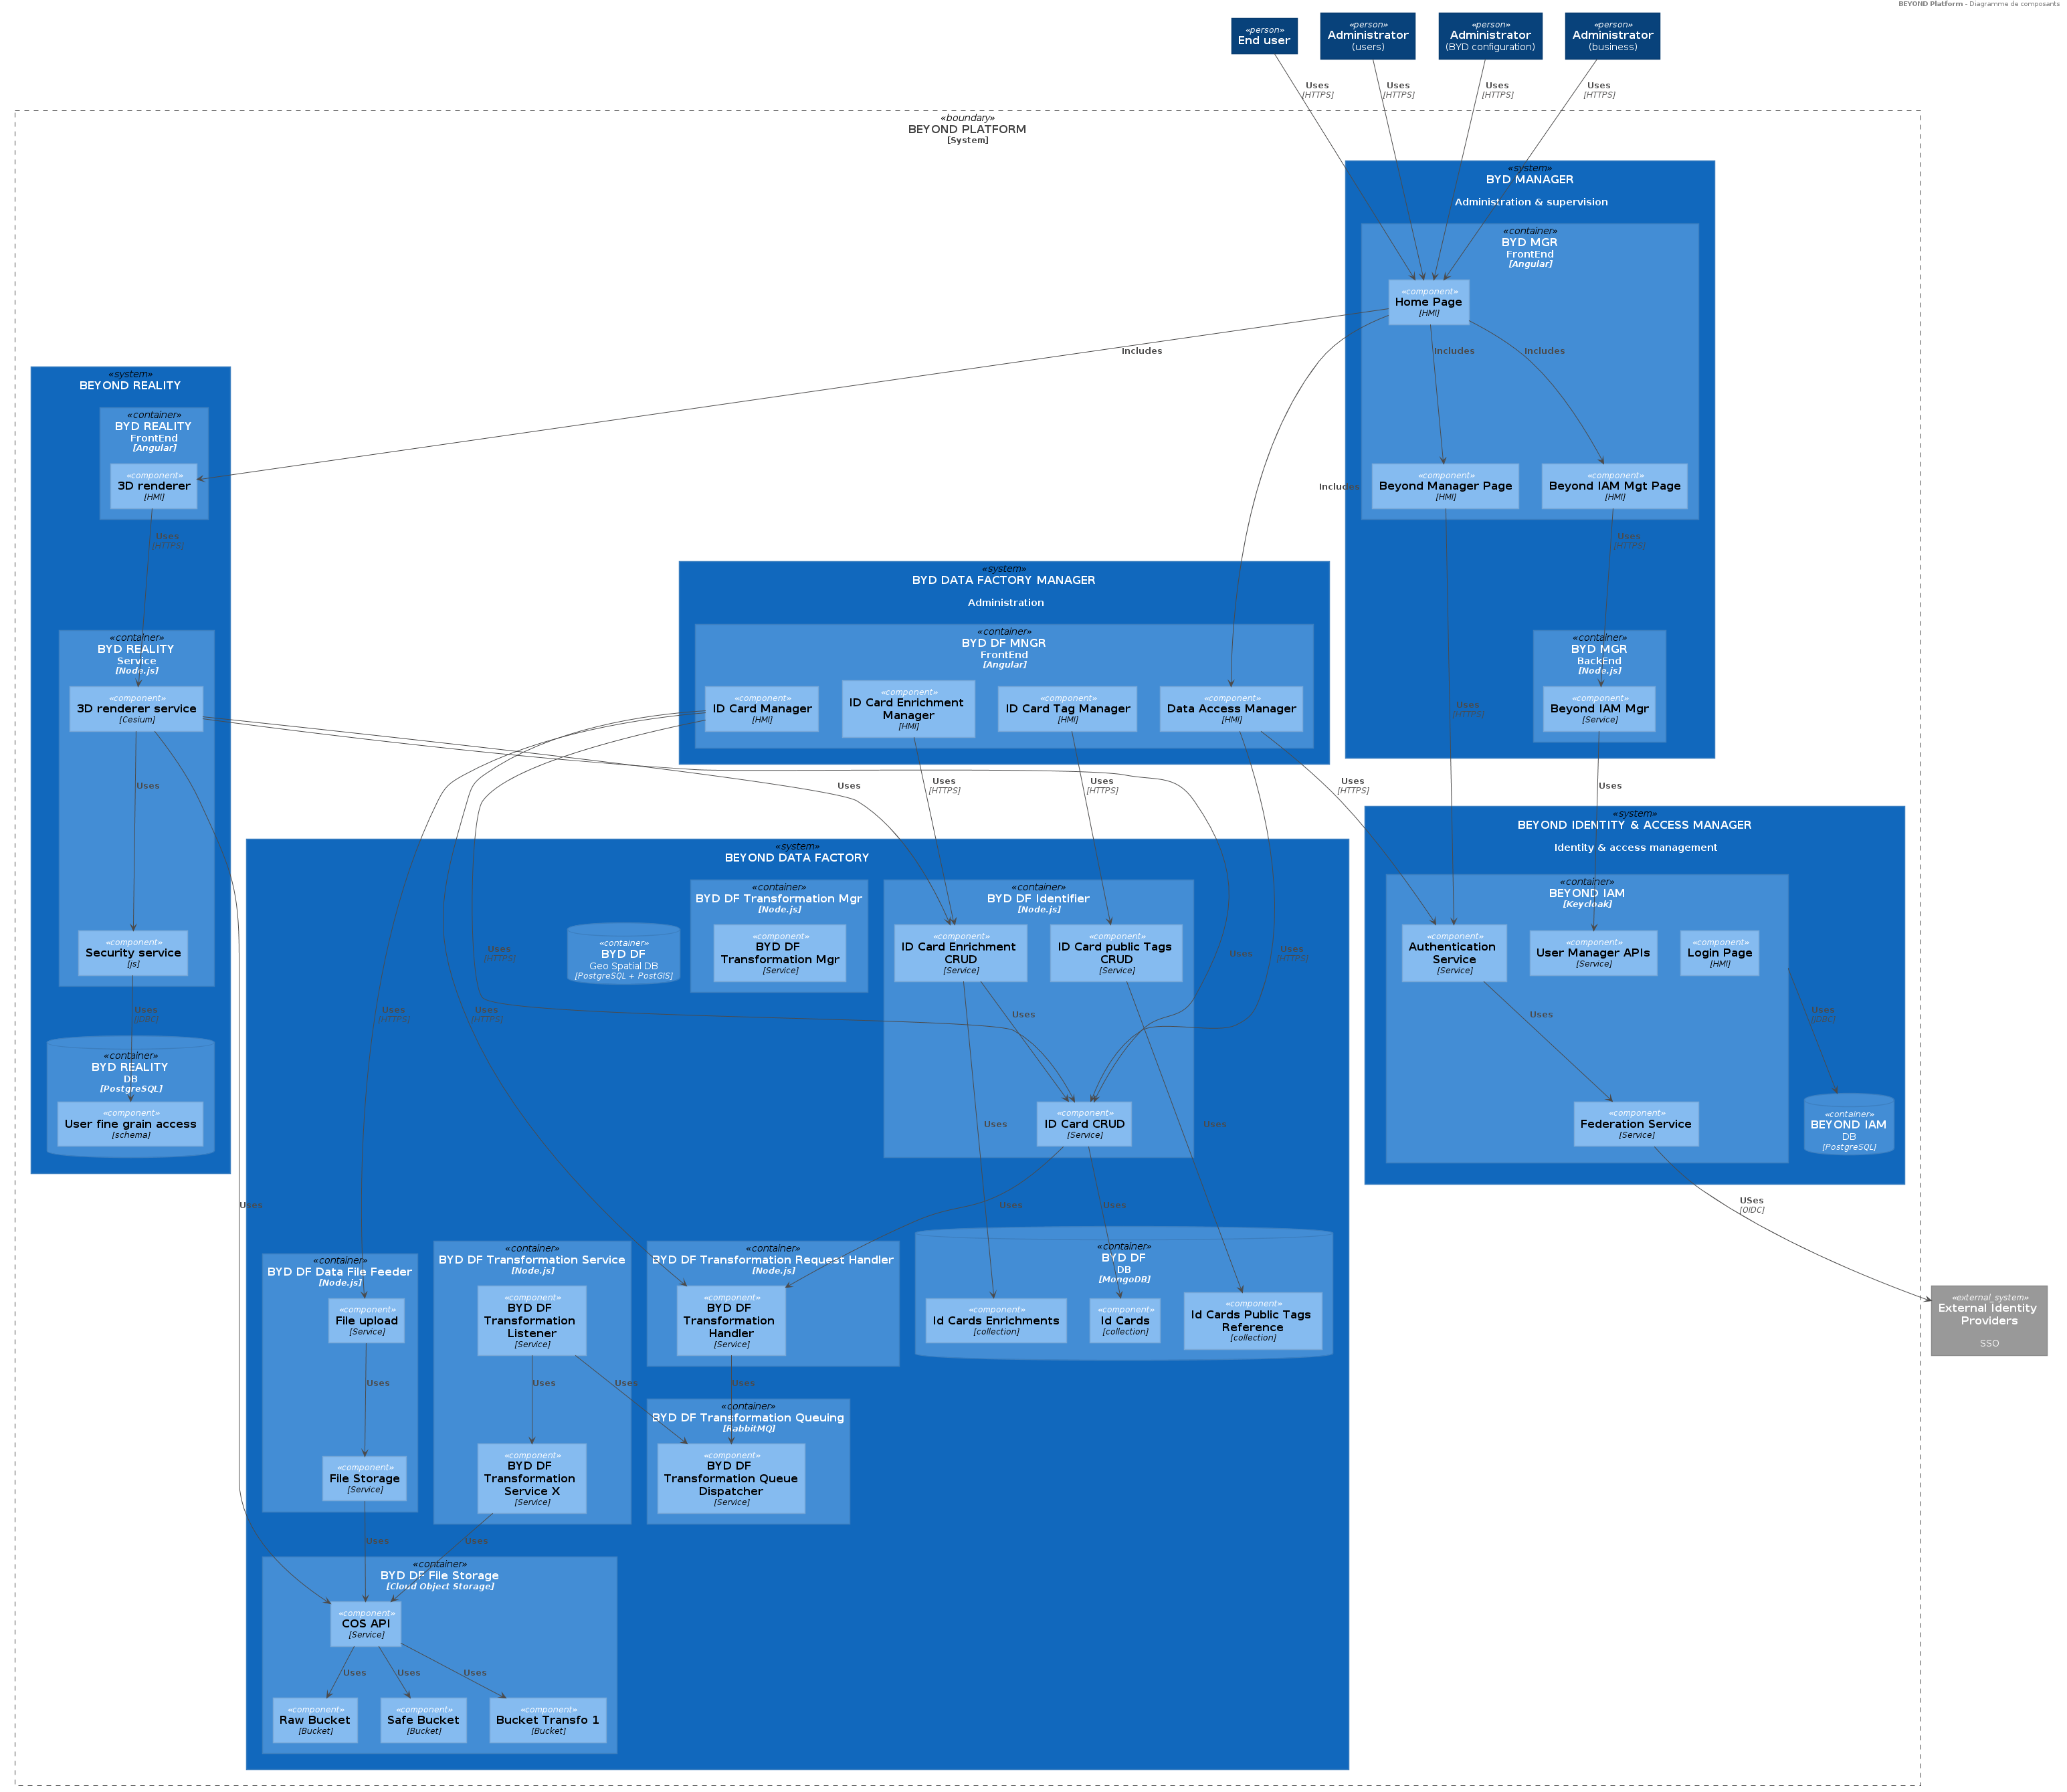 BEYOND Platform - Diagramme de composants
«person»
End user
«person»
Administrator
(users)
«person»
Administrator
(BYD configuration)
«person»
Administrator
(business)
Uses
[HTTPS]
Uses
[HTTPS]
Uses
[HTTPS]
Uses
[HTTPS]
«boundary»
BEYOND PLATFORM
[System]
«system»
BYD MANAGER
Administration & supervision
«container»
BYD MGR
FrontEnd
[Angular]
«component»
Home Page
[HMI]
Includes
Includes
Includes
Includes
«component»
Beyond Manager Page
[HMI]
«component»
Beyond IAM Mgt Page
[HMI]
Uses
[HTTPS]
«container»
BYD MGR
BackEnd
[Node.js]
«component»
Beyond IAM Mgr
[Service]
Uses
[HTTPS]
Uses
«system»
BEYOND REALITY
«container»
BYD REALITY
FrontEnd
[Angular]
«component»
3D renderer
[HMI]
Uses
[HTTPS]
«container»
BYD REALITY
Service
[Node.js]
«component»
3D renderer service
[Cesium]
Uses
«component»
Security service
[js]
Uses
[JDBC]
«container»
BYD REALITY
DB
[PostgreSQL]
«component»
User fine grain access
[schema]
«system»
BYD DATA FACTORY MANAGER
Administration
«container»
BYD DF MNGR
FrontEnd
[Angular]
«component»
ID Card Manager
[HMI]
«component»
ID Card Enrichment
Manager
[HMI]
«component»
ID Card Tag Manager
[HMI]
«component»
Data Access Manager
[HMI]
Uses
Uses
[HTTPS]
Uses
[HTTPS]
Uses
[HTTPS]
«system»
BEYOND IDENTITY & ACCESS MANAGER
Identity & access management
«container»
BEYOND IAM
[Keycloak]
«component»
Authentication
Service
[Service]
«component»
User Manager APIs
[Service]
«component»
Login Page
[HMI]
Uses
Uses
[JDBC]
«component»
Federation Service
[Service]
«container»
BEYOND IAM
DB
[PostgreSQL]
USes
[OIDC]
«external_system»
External Identity
Providers
SSO
«system»
BEYOND DATA FACTORY
«container»
BYD DF
Geo Spatial DB
[PostgreSQL + PostGIS]
«container»
BYD DF Transformation Mgr
[Node.js]
«component»
BYD DF
Transformation Mgr
[Service]
«container»
BYD DF Identifier
[Node.js]
«component»
ID Card Enrichment
CRUD
[Service]
«component»
ID Card public Tags
CRUD
[Service]
Uses
[HTTPS]
Uses
Uses
[HTTPS]
Uses
[HTTPS]
Uses
[HTTPS]
Uses
«component»
ID Card CRUD
[Service]
Uses
Uses
Uses
Uses
Uses
«container»
BYD DF Data File Feeder
[Node.js]
«component»
File upload
[Service]
Uses
«component»
File Storage
[Service]
«container»
BYD DF Transformation Service
[Node.js]
«component»
BYD DF
Transformation
Listener
[Service]
Uses
Uses
«component»
BYD DF
Transformation
Service X
[Service]
«container»
BYD DF Transformation Request Handler
[Node.js]
«component»
BYD DF
Transformation
Handler
[Service]
Uses
«container»
BYD DF Transformation Queuing
[RabbitMQ]
«component»
BYD DF
Transformation Queue
Dispatcher
[Service]
«container»
BYD DF
DB
[MongoDB]
«component»
Id Cards Enrichments
[collection]
«component»
Id Cards
[collection]
«component»
Id Cards Public Tags
Reference
[collection]
Uses
Uses
«container»
BYD DF File Storage
[Cloud Object Storage]
«component»
COS API
[Service]
Uses
Uses
Uses
«component»
Raw Bucket
[Bucket]
«component»
Safe Bucket
[Bucket]
«component»
Bucket Transfo 1
[Bucket]